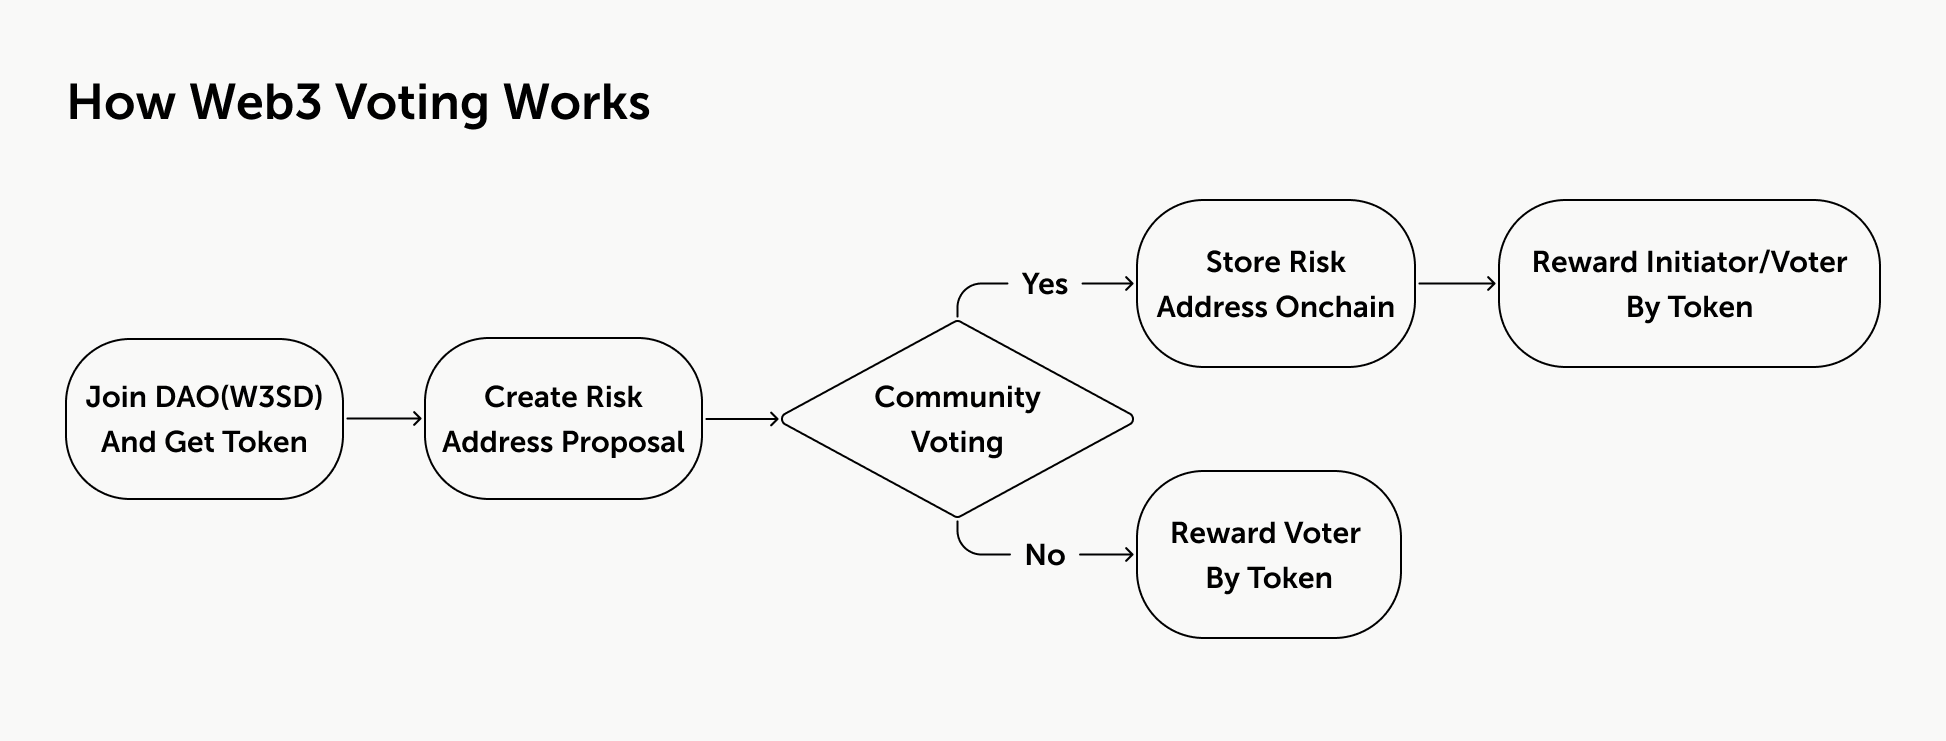 How Web3 Voting Works
Join DAO(W3SD)
And Get Token
Create Risk
Address Proposal
Community
Voting
Yes
Store Risk
Address Onchain
Reward Initiator/Voter
By Token
No
Reward Voter
By Token